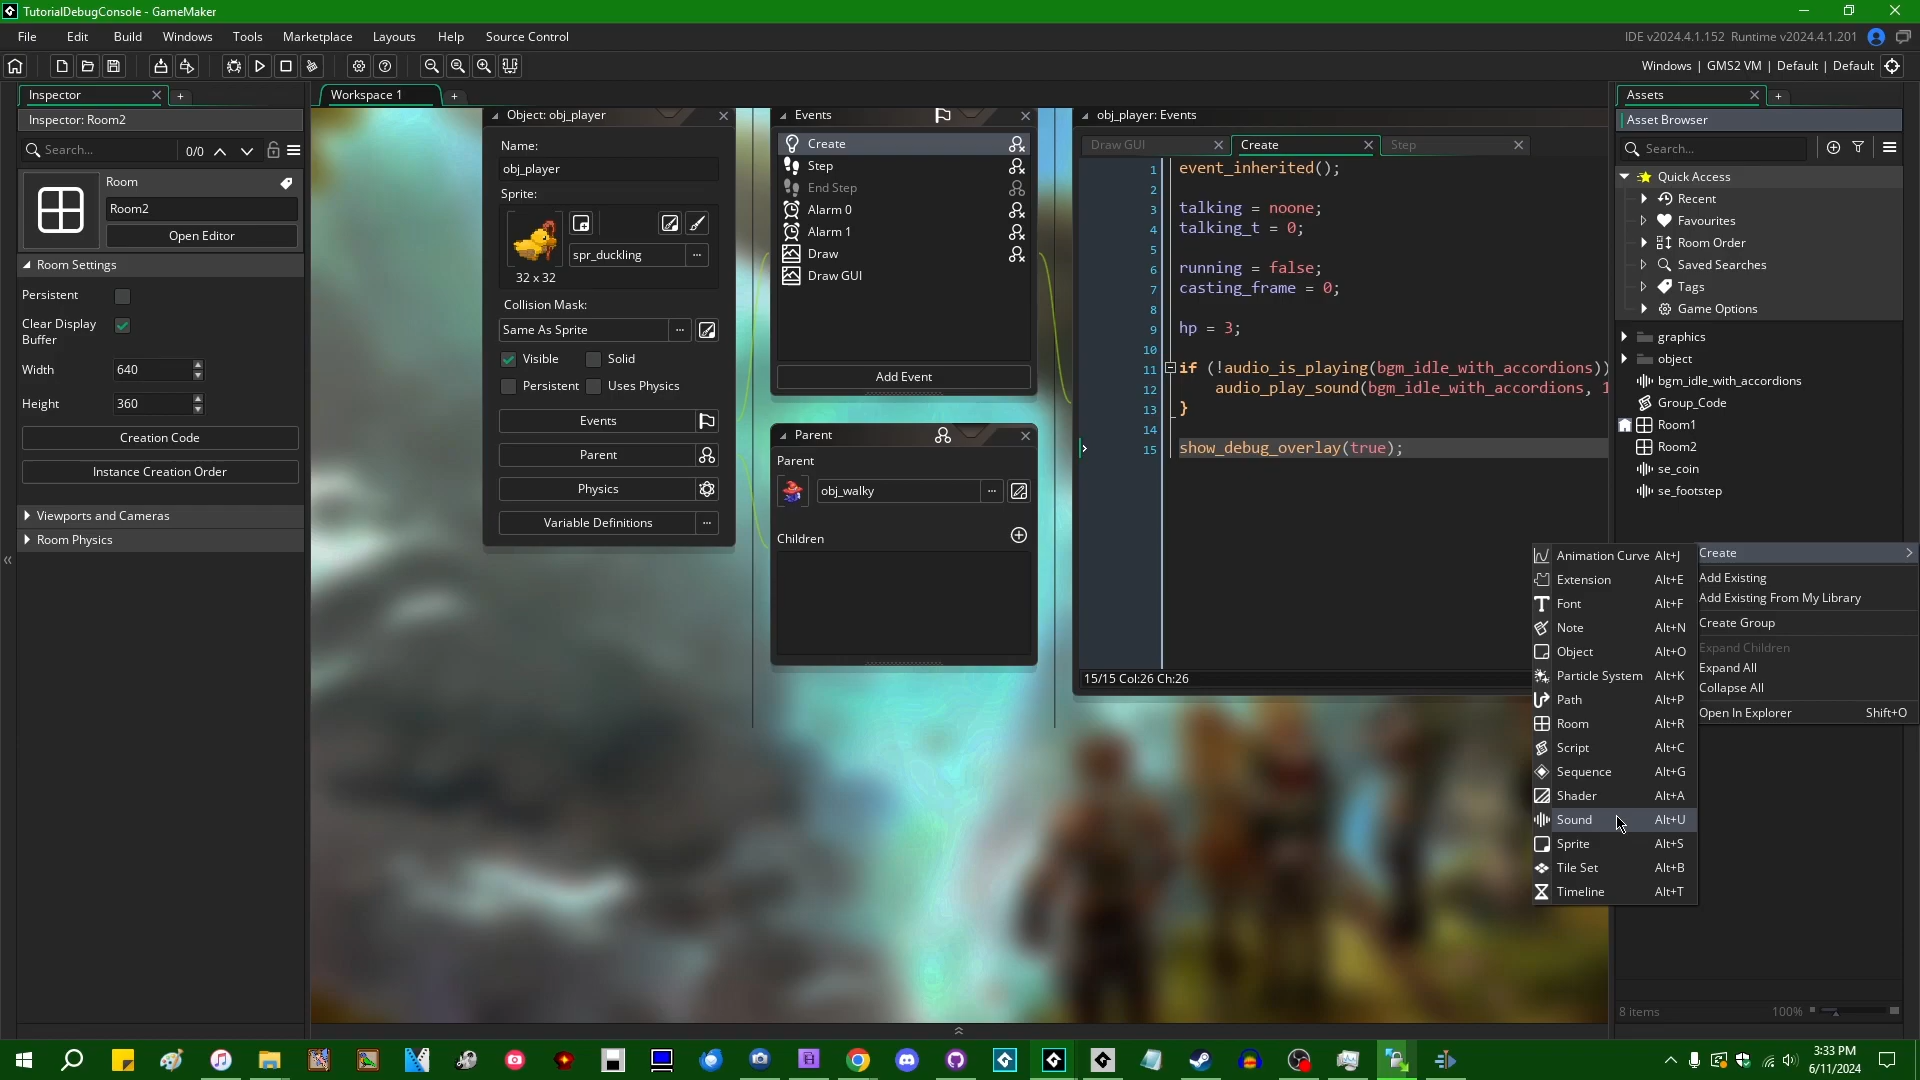 TutorialDebugConsole - GameMaker
File Edit Build Windows Tools Marketplace Layouts Help Source Control
IDE v2024.4.1.152 Runtime v2024.4.1.201
Windows | GMS2 VM | Default | Default
Inspector
Inspector: Room2
Search... 0/0
Room
Room2
Open Editor
Room Settings
Persistent
Clear Display Buffer
Width 640
Height 360
Creation Code
Instance Creation Order
Viewports and Cameras
Room Physics
Workspace 1
Object: obj_player
Name:
obj_player
Sprite:
spr_duckling
32 x 32
Collision Mask:
Same As Sprite
Visible Solid
Persistent Uses Physics
Events
Parent
Physics
Variable Definitions
Events
Create
Step
End Step
Alarm 0
Alarm 1
Draw
Draw GUI
Add Event
Parent
Parent
obj_walky
Children
obj_player: Events
Draw GUI Create Step
1 event_inherited();
2
3 talking = noone;
4 talking_t = 0;
5
6 running = false;
7 casting_frame = 0;
8
9 hp = 3;
10
11 if (!audio_is_playing(bgm_idle_with_accordions))
12 audio_play_sound(bgm_idle_with_accordions, 1
13 }
14
15 show_debug_overlay(true);
15/15 Col:26 Ch:26
Assets
Asset Browser
Search...
Quick Access
Recent
Favourites
Room Order
Saved Searches
Tags
Game Options
graphics
object
bgm_idle_with_accordions
Group_Code
Room1
Room2
se_coin
se_footstep
Create
Add Existing
Add Existing From My Library
Create Group
Expand Children
Expand All
Collapse All
Open In Explorer Shift+O
Animation Curve Alt+J
Extension Alt+E
Font Alt+F
Note Alt+N
Object Alt+O
Particle System Alt+K
Path Alt+P
Room Alt+R
Script Alt+C
Sequence Alt+G
Shader Alt+A
Sound Alt+U
Sprite Alt+S
Tile Set Alt+B
Timeline Alt+T
8 items 100%
3:33 PM
6/11/2024